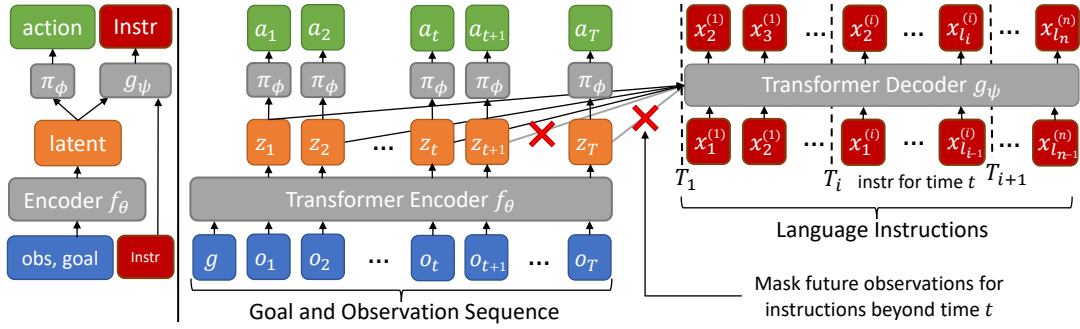 action Instr
π_ϕ g_ψ
latent
Encoder f_θ
obs, goal Instr
a_1 a_2 a_t a_{t+1} a_T
π_ϕ π_ϕ π_ϕ π_ϕ π_ϕ
z_1 z_2 ... z_t z_{t+1} z_T
Transformer Encoder f_θ
g o_1 o_2 ... o_t o_{t+1} ... o_T
Goal and Observation Sequence
x_2^{(1)} x_3^{(1)} ... x_2^{(i)} ... x_{l_i}^{(i)} ... x_{l_n}^{(n)}
Transformer Decoder g_ψ
x_1^{(1)} x_2^{(1)} ... x_1^{(i)} ... x_{l_{i-1}}^{(i)} ... x_{l_{n-1}}^{(n)}
T_1 T_i instr for time t T_{i+1}
Language Instructions
Mask future observations for
instructions beyond time t